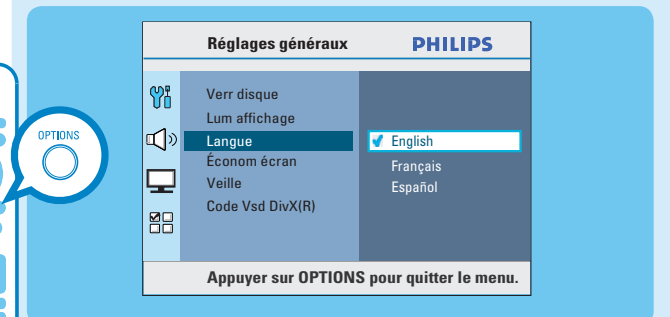 OPTIONS
Réglages généraux
PHILIPS
Verr disque
Lum affichage
Langue
Économ écran
Veille
Code Vsd DivX(R)
English
Français
Español
Appuyer sur OPTIONS pour quitter le menu.